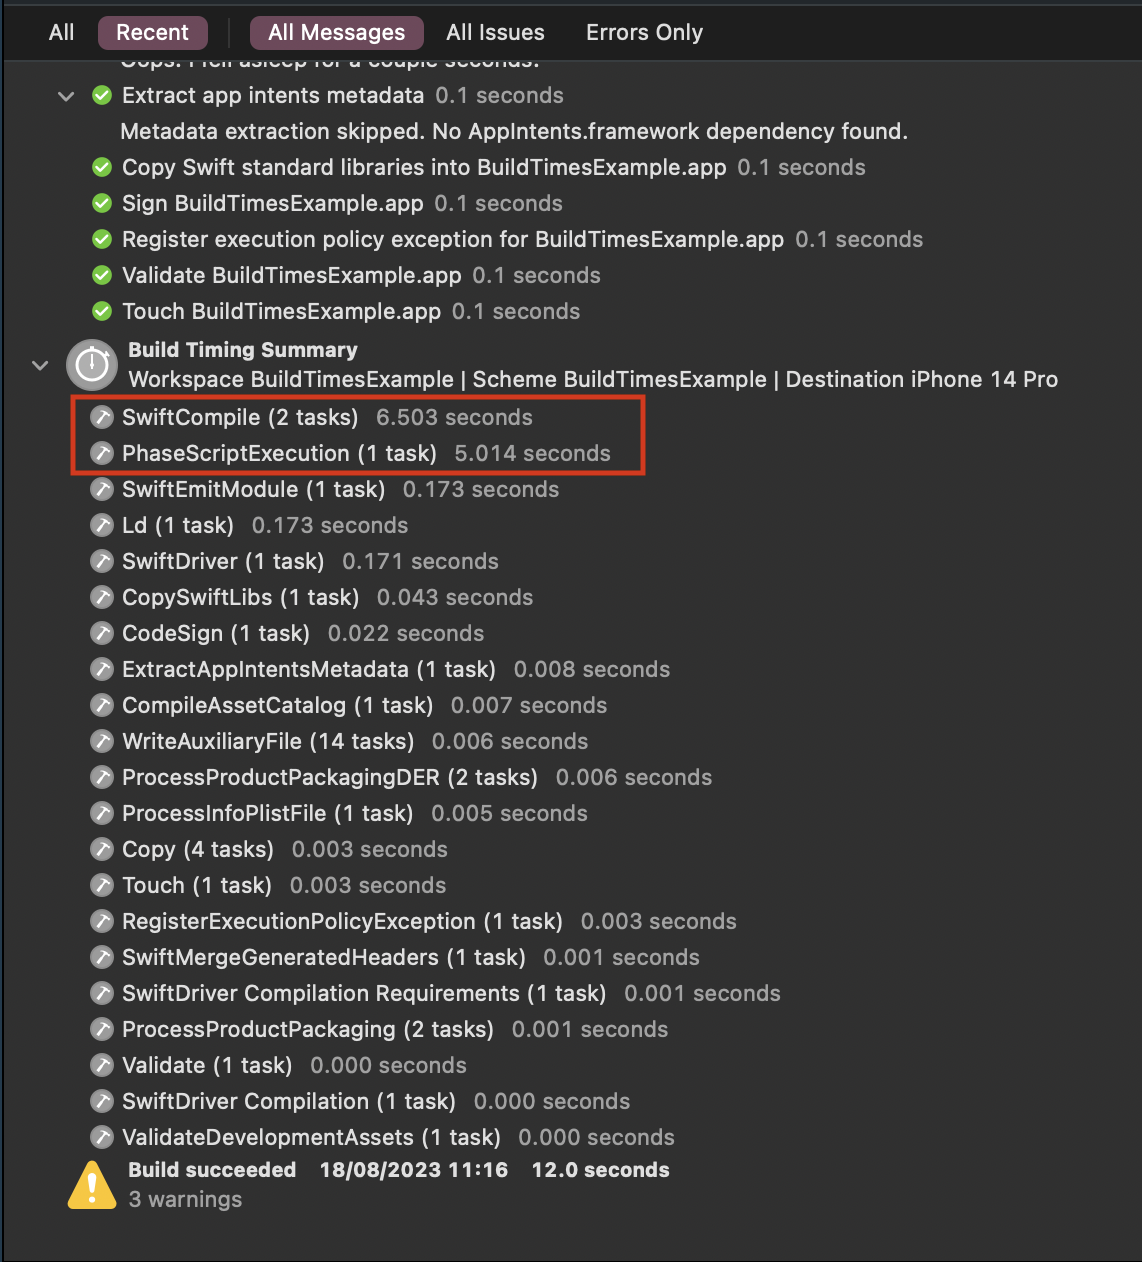 All Recent All Messages All Issues Errors Only
Oops! I fell asleep for a couple seconds.
Extract app intents metadata 0.1 seconds
Metadata extraction skipped. No AppIntents.framework dependency found.
Copy Swift standard libraries into BuildTimesExample.app 0.1 seconds
Sign BuildTimesExample.app 0.1 seconds
Register execution policy exception for BuildTimesExample.app 0.1 seconds
Validate BuildTimesExample.app 0.1 seconds
Touch BuildTimesExample.app 0.1 seconds
Build Timing Summary
Workspace BuildTimesExample | Scheme BuildTimesExample | Destination iPhone 14 Pro
SwiftCompile (2 tasks) 6.503 seconds
PhaseScriptExecution (1 task) 5.014 seconds
SwiftEmitModule (1 task) 0.173 seconds
Ld (1 task) 0.173 seconds
SwiftDriver (1 task) 0.171 seconds
CopySwiftLibs (1 task) 0.043 seconds
CodeSign (1 task) 0.022 seconds
ExtractAppIntentsMetadata (1 task) 0.008 seconds
CompileAssetCatalog (1 task) 0.007 seconds
WriteAuxiliaryFile (14 tasks) 0.006 seconds
ProcessProductPackagingDER (2 tasks) 0.006 seconds
ProcessInfoPlistFile (1 task) 0.005 seconds
Copy (4 tasks) 0.003 seconds
Touch (1 task) 0.003 seconds
RegisterExecutionPolicyException (1 task) 0.003 seconds
SwiftMergeGeneratedHeaders (1 task) 0.001 seconds
SwiftDriver Compilation Requirements (1 task) 0.001 seconds
ProcessProductPackaging (2 tasks) 0.001 seconds
Validate (1 task) 0.000 seconds
SwiftDriver Compilation (1 task) 0.000 seconds
ValidateDevelopmentAssets (1 task) 0.000 seconds
Build succeeded 18/08/2023 11:16 12.0 seconds
3 warnings